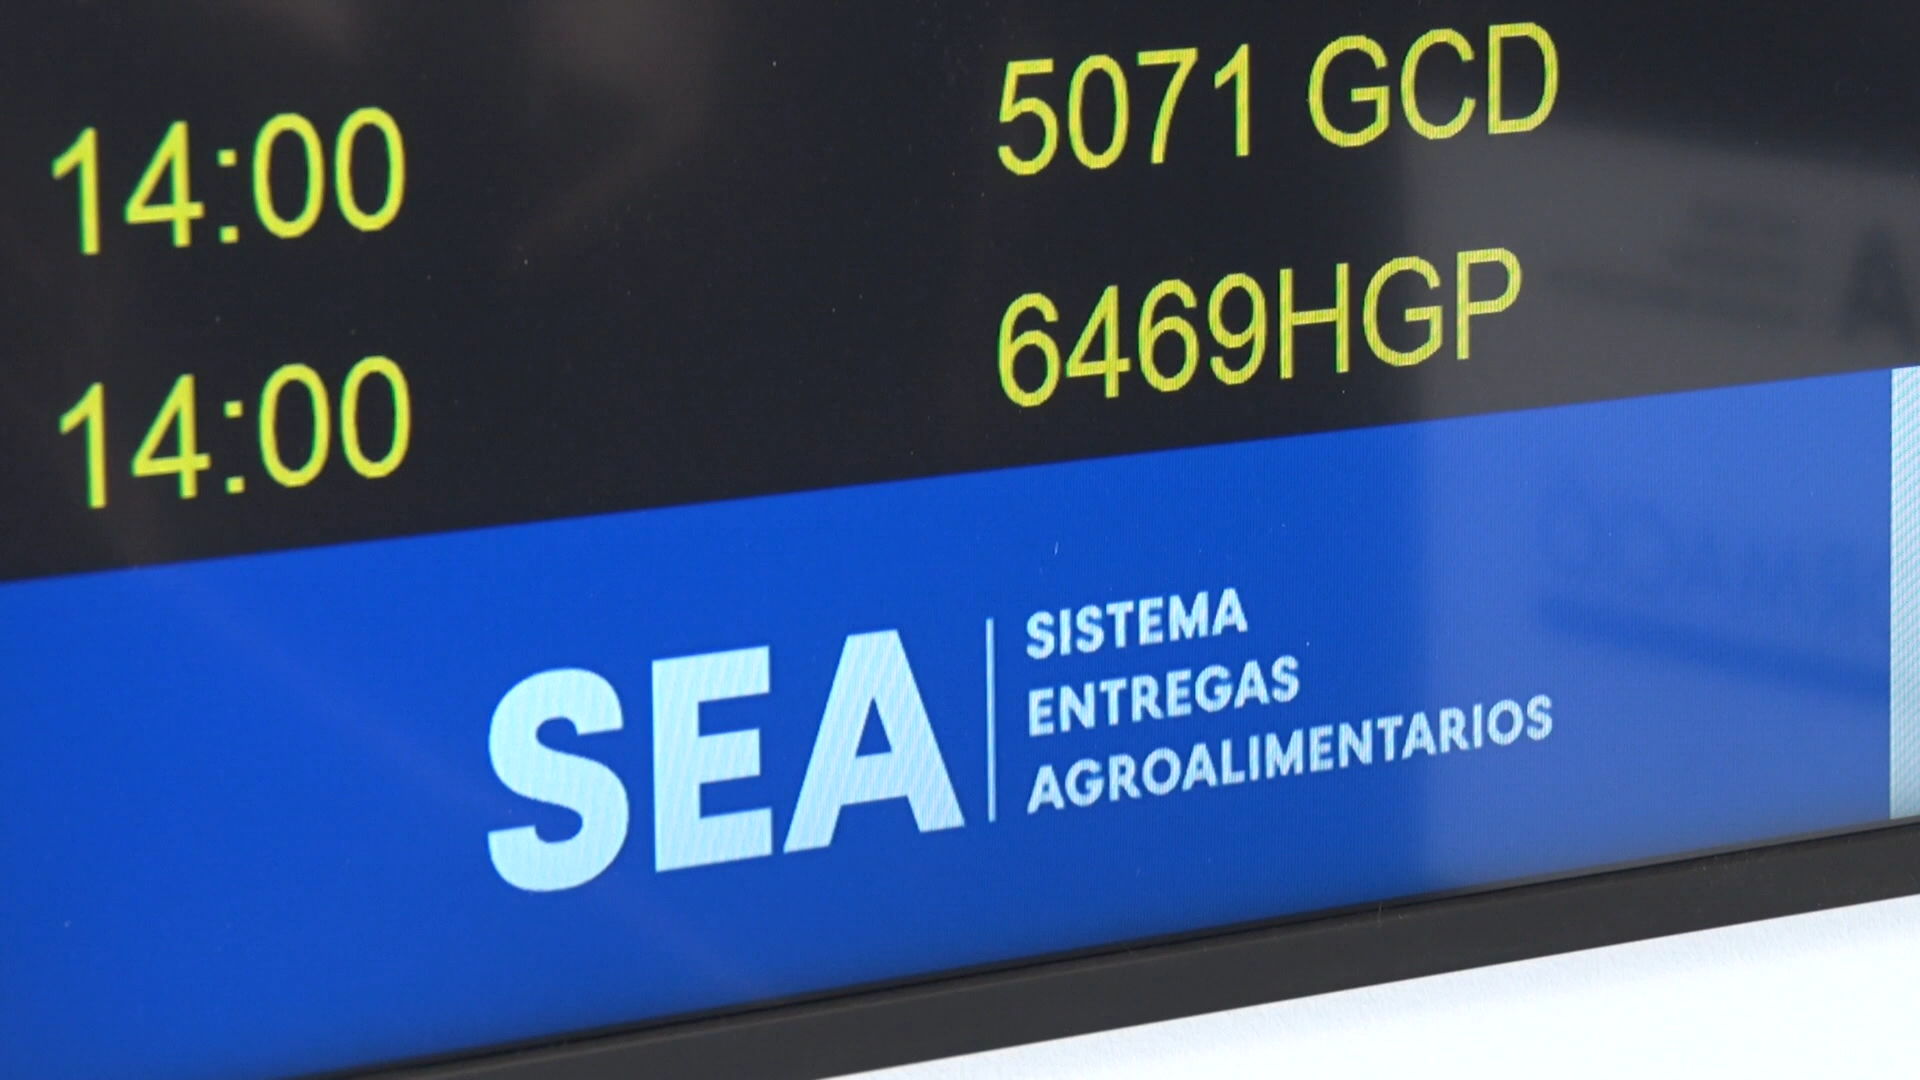 14:00 5071 GCD
14:00 6469HGP
SEA
SISTEMA
ENTREGAS
AGROALIMENTARIOS